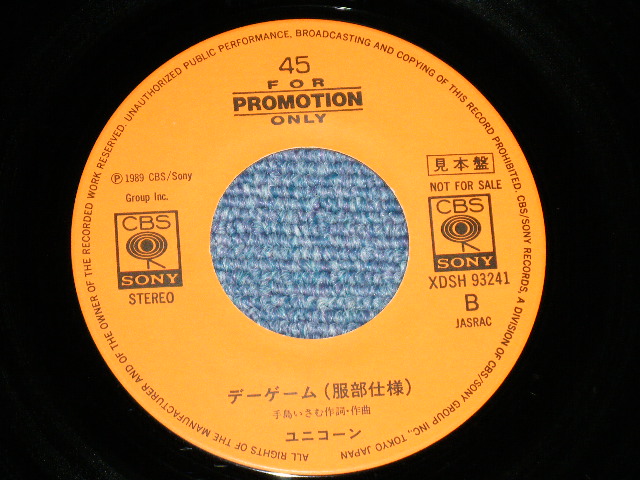 45
FOR
PROMOTION
ONLY
見本盤
NOT FOR SALE
Ⓟ 1989 CBS/Sony
Group Inc.
CBS
SONY
STEREO
CBS
SONY
XDSH 93241
B
JASRAC
デーゲーム(服部仕様)
手島いさむ作詞・作曲
ユニコーン
ALL RIGHTS OF THE MANUFACTURER AND OF THE OWNER OF THE RECORDED WORK RESERVED. UNAUTHORIZED PUBLIC PERFORMANCE, BROADCASTING AND COPYING OF THIS RECORD PROHIBITED. CBS/SONY RECORDS, A DIVISION OF CBS/SONY GROUP INC., TOKYO JAPAN